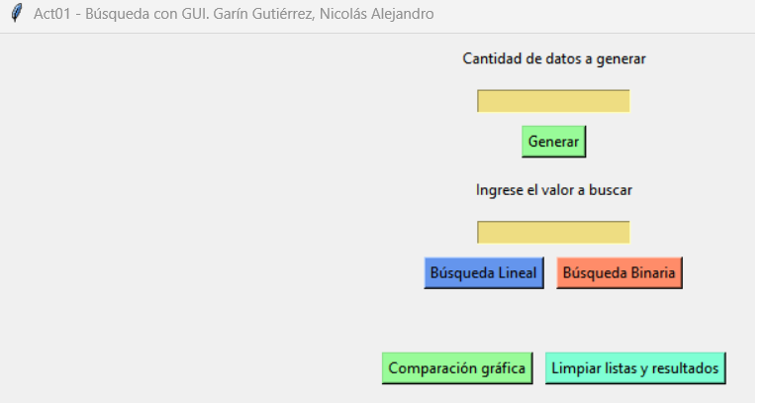 Act01 - Búsqueda con GUI. Garín Gutiérrez, Nicolás Alejandro
Cantidad de datos a generar
Generar
Ingrese el valor a buscar
Búsqueda Lineal Búsqueda Binaria
Comparación gráfica Limpiar listas y resultados